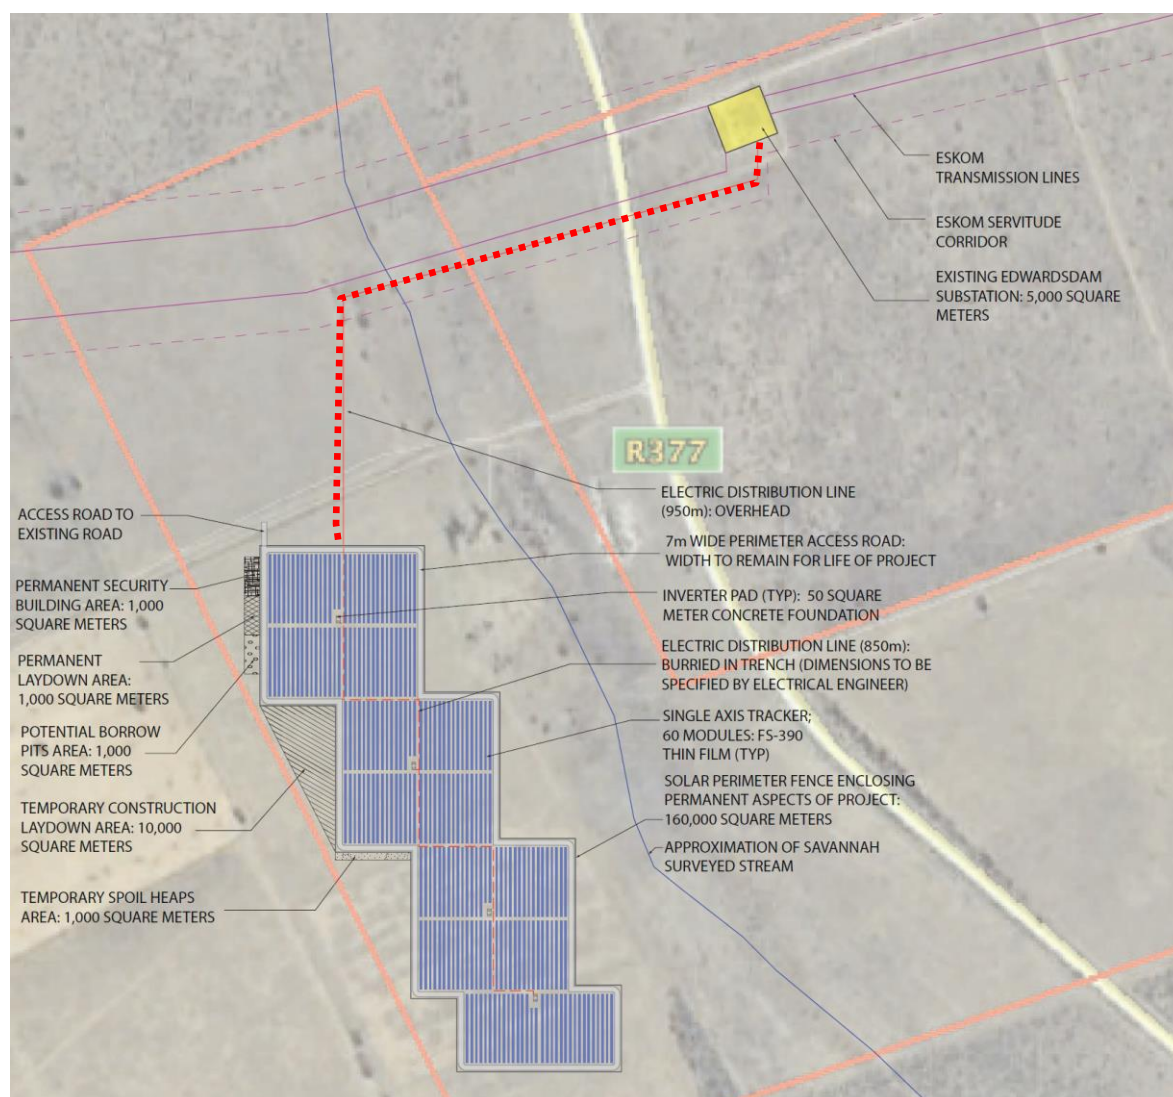 ESKOM
TRANSMISSION LINES
ESKOM SERVITUDE
CORRIDOR
EXISTING EDWARDSDAM
SUBSTATION: 5,000 SQUARE
METERS
R377
ELECTRIC DISTRIBUTION LINE
(950m): OVERHEAD
7m WIDE PERIMETER ACCESS ROAD:
WIDTH TO REMAIN FOR LIFE OF PROJECT
INVERTER PAD (TYP): 50 SQUARE
METER CONCRETE FOUNDATION
ELECTRIC DISTRIBUTION LINE (850m):
BURRIED IN TRENCH (DIMENSIONS TO BE
SPECIFIED BY ELECTRICAL ENGINEER)
SINGLE AXIS TRACKER;
60 MODULES: FS-390
THIN FILM (TYP)
SOLAR PERIMETER FENCE ENCLOSING
PERMANENT ASPECTS OF PROJECT:
160,000 SQUARE METERS
APPROXIMATION OF SAVANNAH
SURVEYED STREAM
ACCESS ROAD TO
EXISTING ROAD
PERMANENT SECURITY
BUILDING AREA: 1,000
SQUARE METERS
PERMANENT
LAYDOWN AREA:
1,000 SQUARE METERS
POTENTIAL BORROW
PITS AREA: 1,000
SQUARE METERS
TEMPORARY CONSTRUCTION
LAYDOWN AREA: 10,000
SQUARE METERS
TEMPORARY SPOIL HEAPS
AREA: 1,000 SQUARE METERS